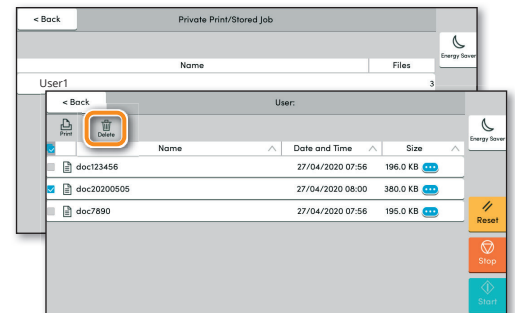 < Back Private Print/Stored Job
Energy Saver
Name Files
User1 3
< Back User:
Print Delete
Energy Saver
Name Date and Time Size
doc123456 27/04/2020 07:56 196.0 KB
doc20200505 27/04/2020 08:00 380.0 KB
doc7890 27/04/2020 07:56 195.0 KB
Reset
Stop
Start